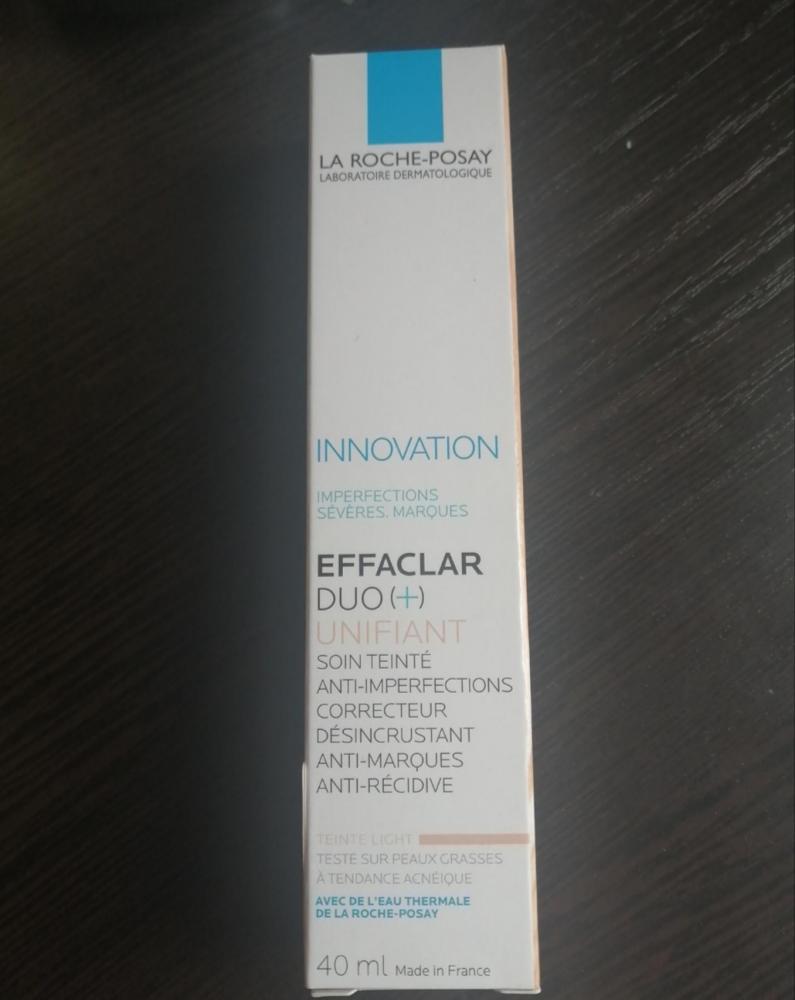 LA ROCHE-POSAY
LABORATOIRE DERMATOLOGIQUE
INNOVATION
IMPERFECTIONS
SÉVÈRES. MARQUES
EFFACLAR
DUO (+)
UNIFIANT
SOIN TEINTÉ
ANTI-IMPERFECTIONS
CORRECTEUR
DÉSINCRUSTANT
ANTI-MARQUES
ANTI-RÉCIDIVE
TEINTE LIGHT
TESTÉ SUR PEAUX GRASSES
À TENDANCE ACNÉIQUE
AVEC DE L'EAU THERMALE
DE LA ROCHE-POSAY
40 ml Made in France